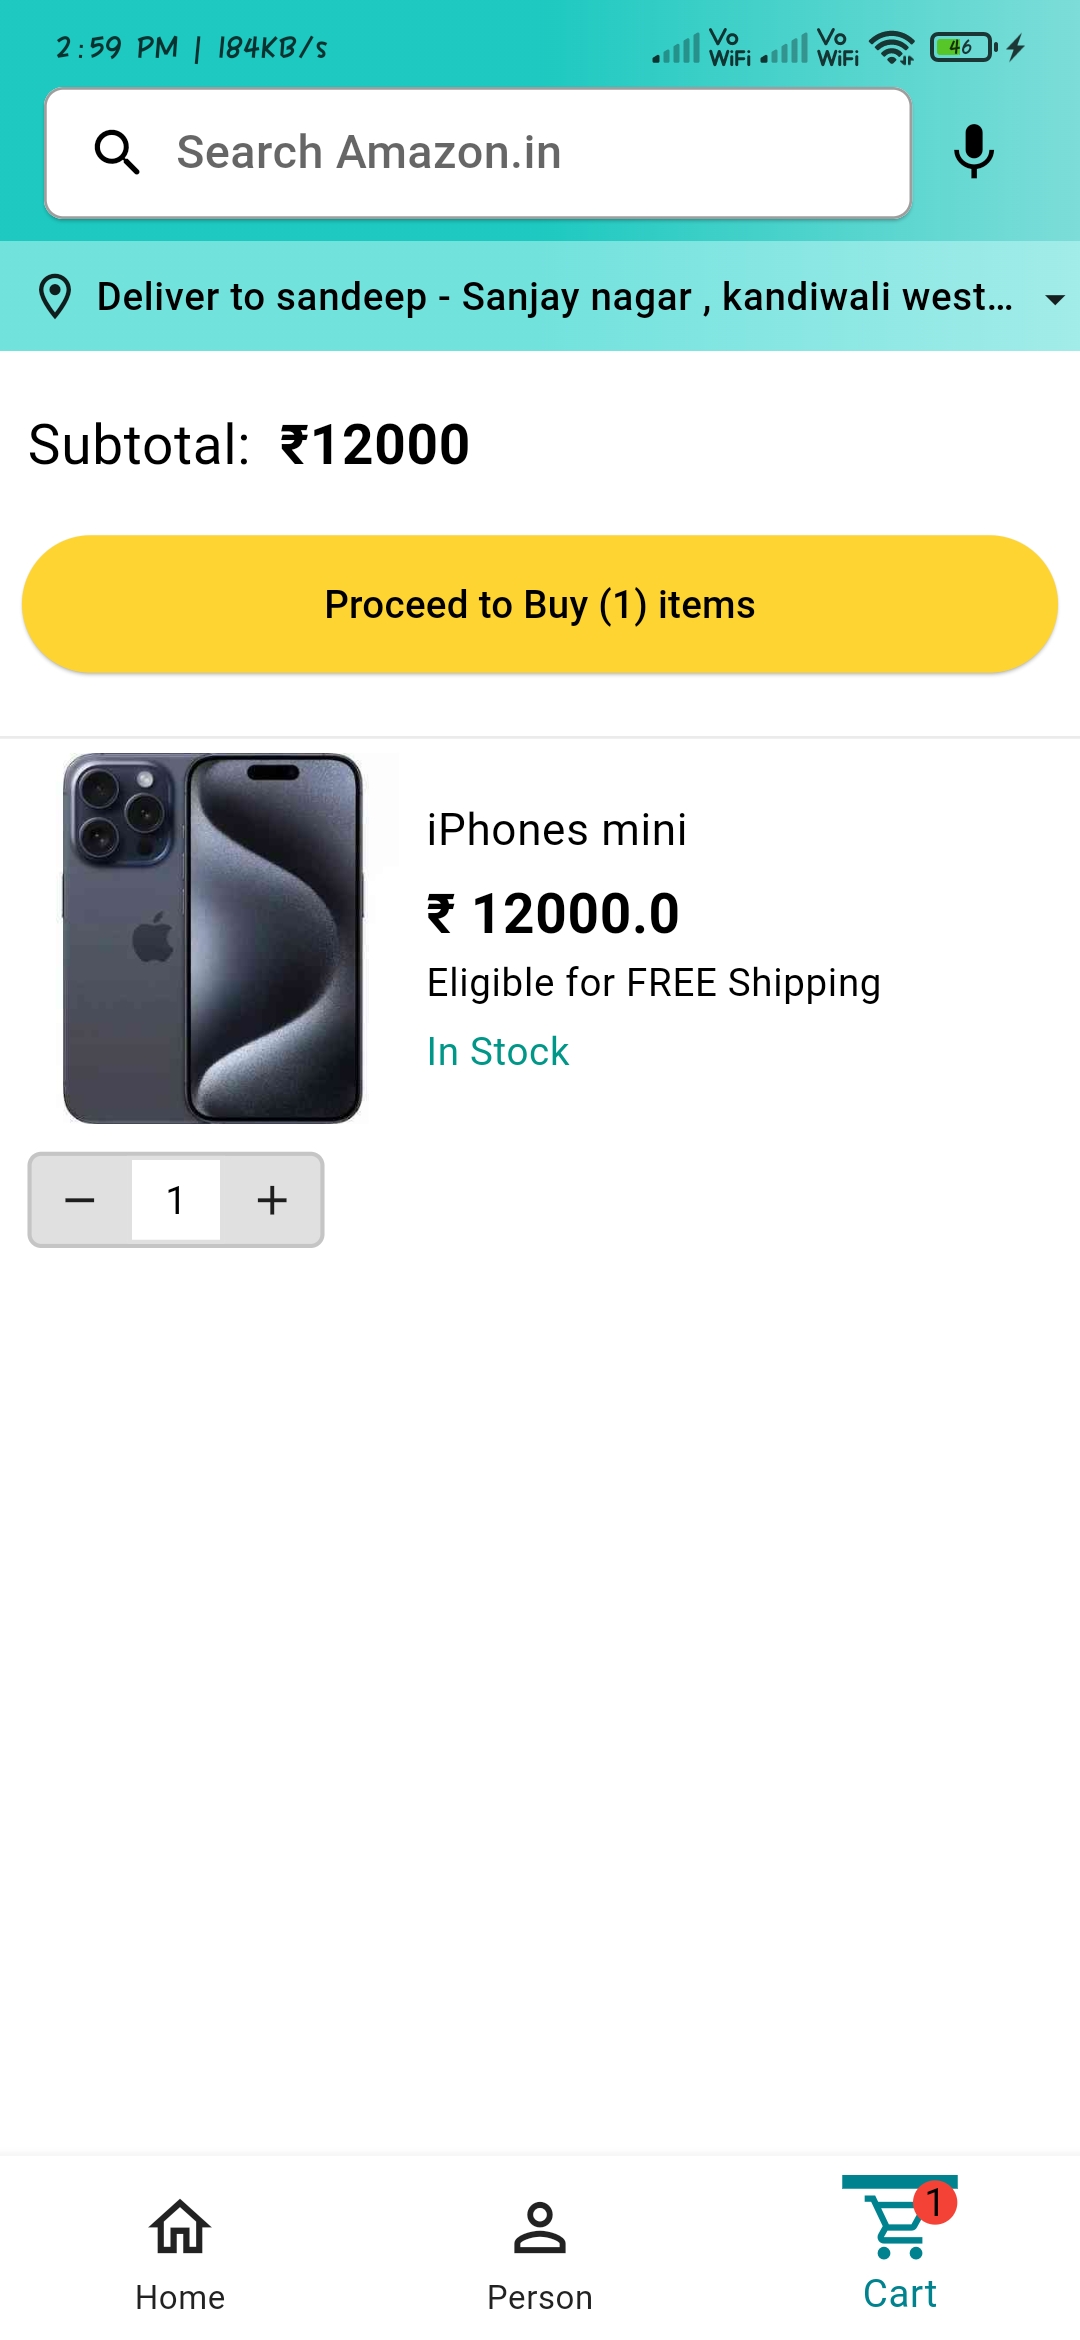 2:59 PM | 184KB/s
Vo WiFi Vo WiFi 46
Search Amazon.in
Deliver to sandeep - Sanjay nagar , kandiwali west...
Subtotal: ₹12000
Proceed to Buy (1) items
iPhones mini
₹ 12000.0
Eligible for FREE Shipping
In Stock
1
1
Home Person Cart